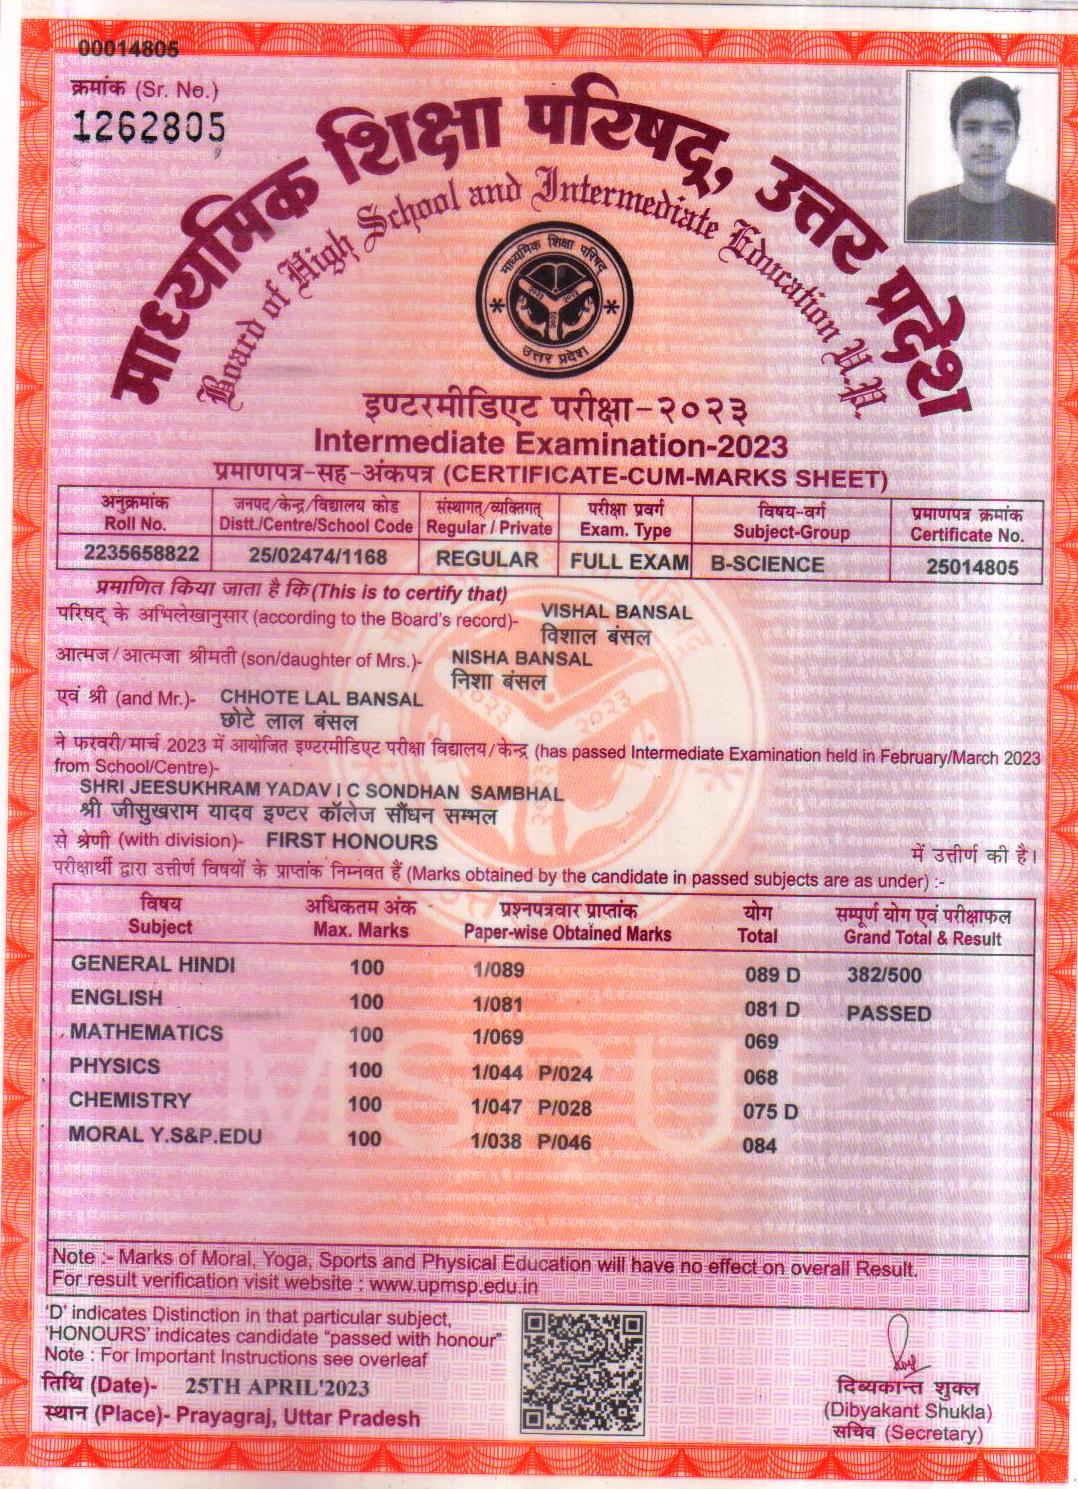 00014805
क्रमांक (Sr. No.)
1262805
माध्यमिक शिक्षा परिषद्, उत्तर प्रदेश
Board of High School and Intermediate Education U.P.
माध्यमिक शिक्षा परिषद्
२०२३ २०२३
२०२३
उत्तर प्रदेश
इण्टरमीडिएट परीक्षा-२०२३
Intermediate Examination-2023
प्रमाणपत्र-सह-अंकपत्र (CERTIFICATE-CUM-MARKS SHEET)
अनुक्रमांक जनपद/केन्द्र/विद्यालय कोड संस्थागत्/व्यक्तिगत् परीक्षा प्रवर्ग विषय-वर्ग प्रमाणपत्र क्रमांक
Roll No. Distt./Centre/School Code Regular / Private Exam. Type Subject-Group Certificate No.
2235658822 25/02474/1168 REGULAR FULL EXAM B-SCIENCE 25014805
प्रमाणित किया जाता है कि (This is to certify that)
परिषद् के अभिलेखानुसार (according to the Board's record)- VISHAL BANSAL
विशाल बंसल
आत्मज/आत्मजा श्रीमती (son/daughter of Mrs.)- NISHA BANSAL
निशा बंसल
एवं श्री (and Mr.)- CHHOTE LAL BANSAL
छोटे लाल बंसल
ने फरवरी/मार्च 2023 में आयोजित इण्टरमीडिएट परीक्षा विद्यालय/केन्द्र (has passed Intermediate Examination held in February/March 2023
from School/Centre)-
SHRI JEESUKHRAM YADAV I C SONDHAN SAMBHAL
श्री जीसुखराम यादव इण्टर कॉलेज सौंधन सम्भल
से श्रेणी (with division)- FIRST HONOURS में उत्तीर्ण की है।
परीक्षार्थी द्वारा उत्तीर्ण विषयों के प्राप्तांक निम्नवत हैं (Marks obtained by the candidate in passed subjects are as under) :-
विषय अधिकतम अंक प्रश्नपत्रवार प्राप्तांक योग सम्पूर्ण योग एवं परीक्षाफल
Subject Max. Marks Paper-wise Obtained Marks Total Grand Total & Result
GENERAL HINDI 100 1/089 089 D 382/500
ENGLISH 100 1/081 081 D PASSED
MATHEMATICS 100 1/069 069
PHYSICS 100 1/044 P/024 068
CHEMISTRY 100 1/047 P/028 075 D
MORAL Y.S&P.EDU 100 1/038 P/046 084
Note :- Marks of Moral, Yoga, Sports and Physical Education will have no effect on overall Result.
For result verification visit website : www.upmsp.edu.in
'D' indicates Distinction in that particular subject,
'HONOURS' indicates candidate "passed with honour"
Note : For Important Instructions see overleaf
तिथि (Date)- 25TH APRIL'2023
स्थान (Place)- Prayagraj, Uttar Pradesh
दिव्यकान्त शुक्ल
(Dibyakant Shukla)
सचिव (Secretary)